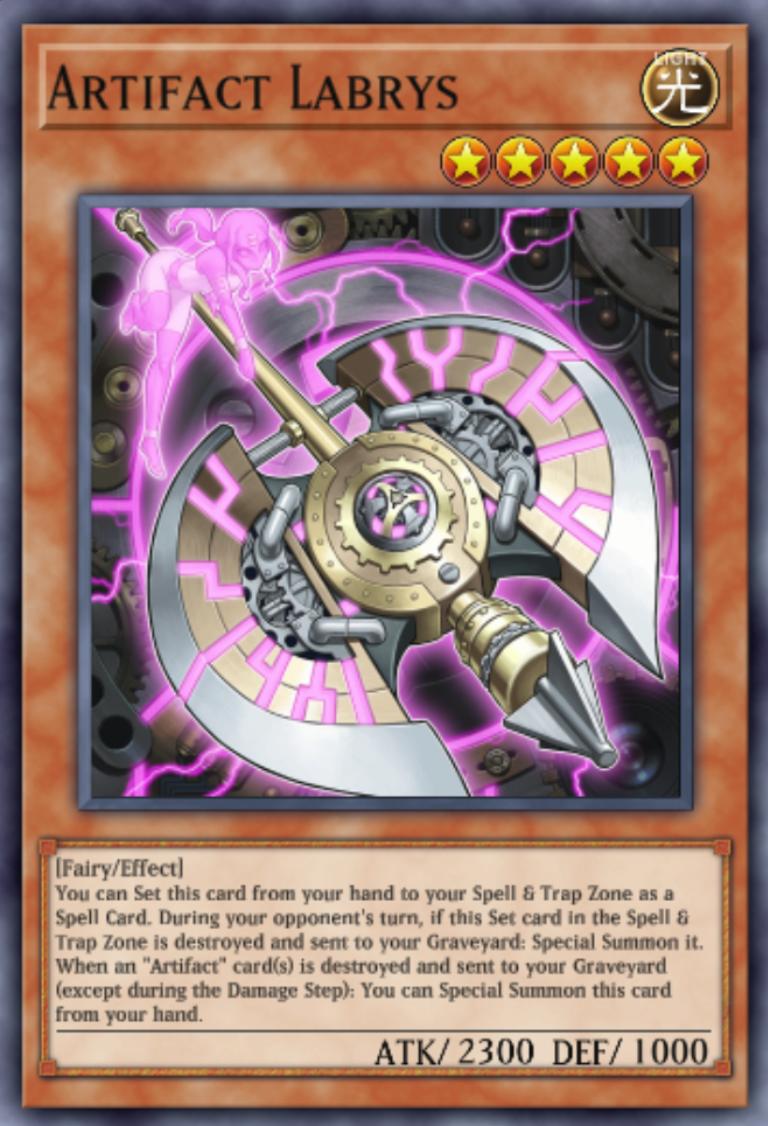 Artifact Labrys
LIGHT
光
[Fairy/Effect]
You can Set this card from your hand to your Spell & Trap Zone as a
Spell Card. During your opponent's turn, if this Set card in the Spell &
Trap Zone is destroyed and sent to your Graveyard: Special Summon it.
When an "Artifact" card(s) is destroyed and sent to your Graveyard
(except during the Damage Step): You can Special Summon this card
from your hand.
ATK/ 2300 DEF/ 1000